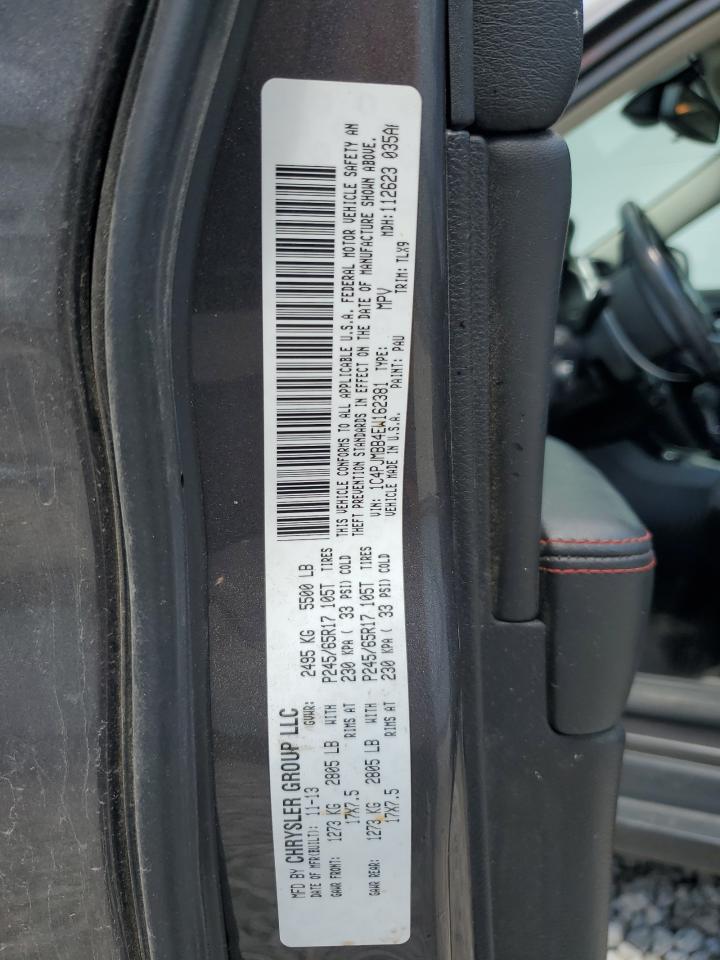 MFD BY CHRYSLER GROUP LLC
DATE OF MFR(BUILT): 11-13 GVWR: 2495 KG 5500 LB
GAWR FRONT: 1273 KG 2805 LB WITH P245/65R17 105T TIRES
17X7.5 RIMS AT 230 KPA ( 33 PSI) COLD
GAWR REAR: 1273 KG 2805 LB WITH P245/65R17 105T TIRES
17X7.5 RIMS AT 230 KPA ( 33 PSI) COLD
THIS VEHICLE CONFORMS TO ALL APPLICABLE U.S.A. FEDERAL MOTOR VEHICLE SAFETY AN
THEFT PREVENTION STANDARDS IN EFFECT ON THE DATE OF MANUFACTURE SHOWN ABOVE.
VIN: 1C4PJMBB4EW162381 TYPE: MPV MDH:112623 035A
VEHICLE MADE IN U.S.A. PAINT: PAU TRIM: TLX9